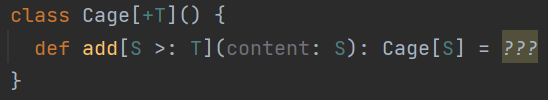 class Cage[+T]() {
  def add[S >: T](content: S): Cage[S] = ???
}